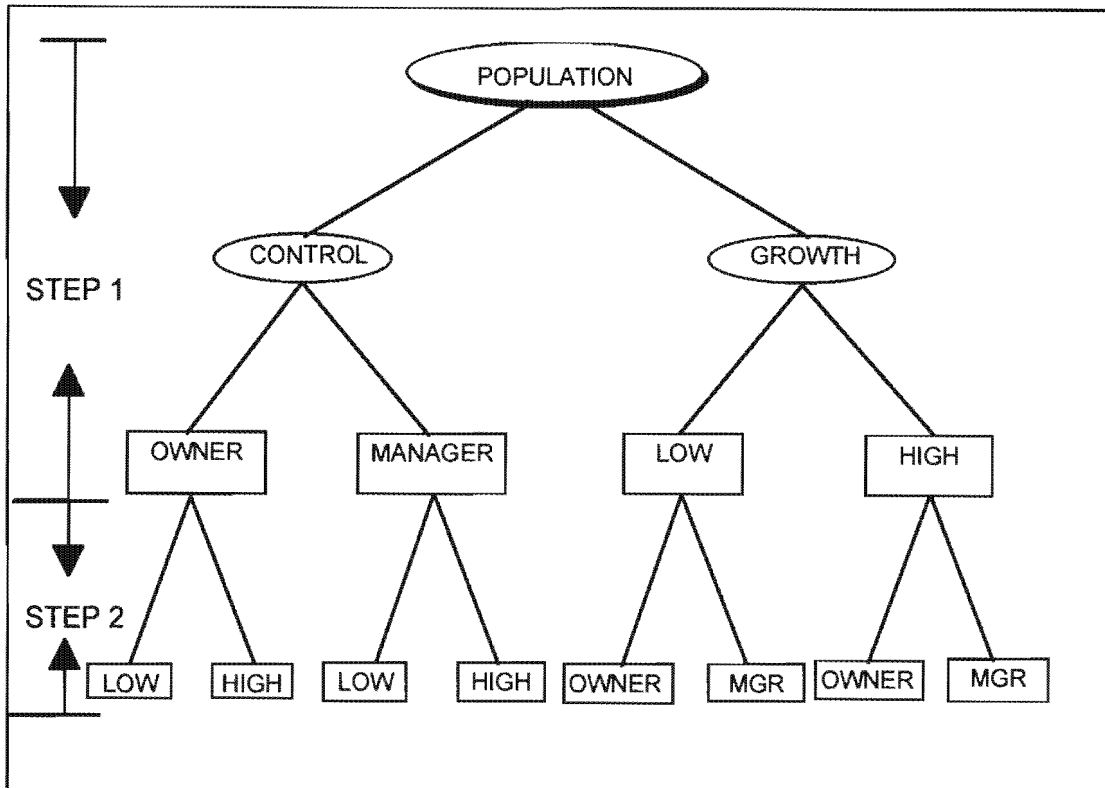 POPULATION
CONTROL
GROWTH
STEP 1
OWNER
MANAGER
LOW
HIGH
STEP 2
LOW
HIGH
LOW
HIGH
OWNER
MGR
OWNER
MGR